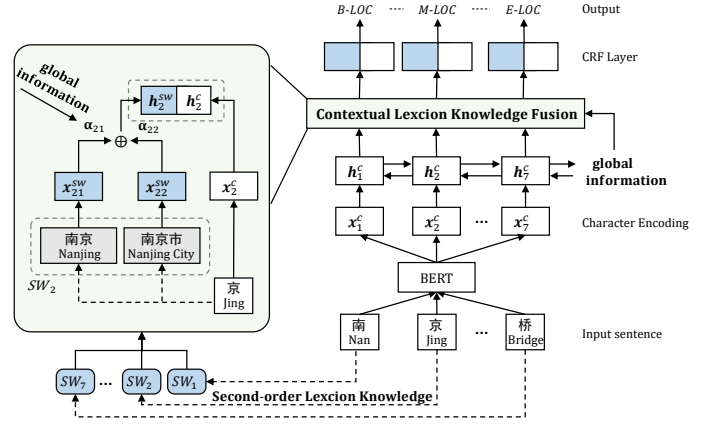 B-LOC ---- M-LOC ---- E-LOC
Output
CRF Layer
Contextual Lexcion Knowledge Fusion
global
information
α₂₁
α₂₂
⊕
h₂ˢʷ h₂ᶜ
x₂₁ˢʷ
x₂₂ˢʷ
x₂ᶜ
南京
Nanjing
南京市
Nanjing City
SW₂
京
Jing
h₁ᶜ
h₂ᶜ
h₇ᶜ
global
information
x₁ᶜ
x₂ᶜ
...
x₇ᶜ
Character Encoding
BERT
南
Nan
京
Jing
...
桥
Bridge
Input sentence
SW₇
...
SW₂
SW₁
Second-order Lexcion Knowledge